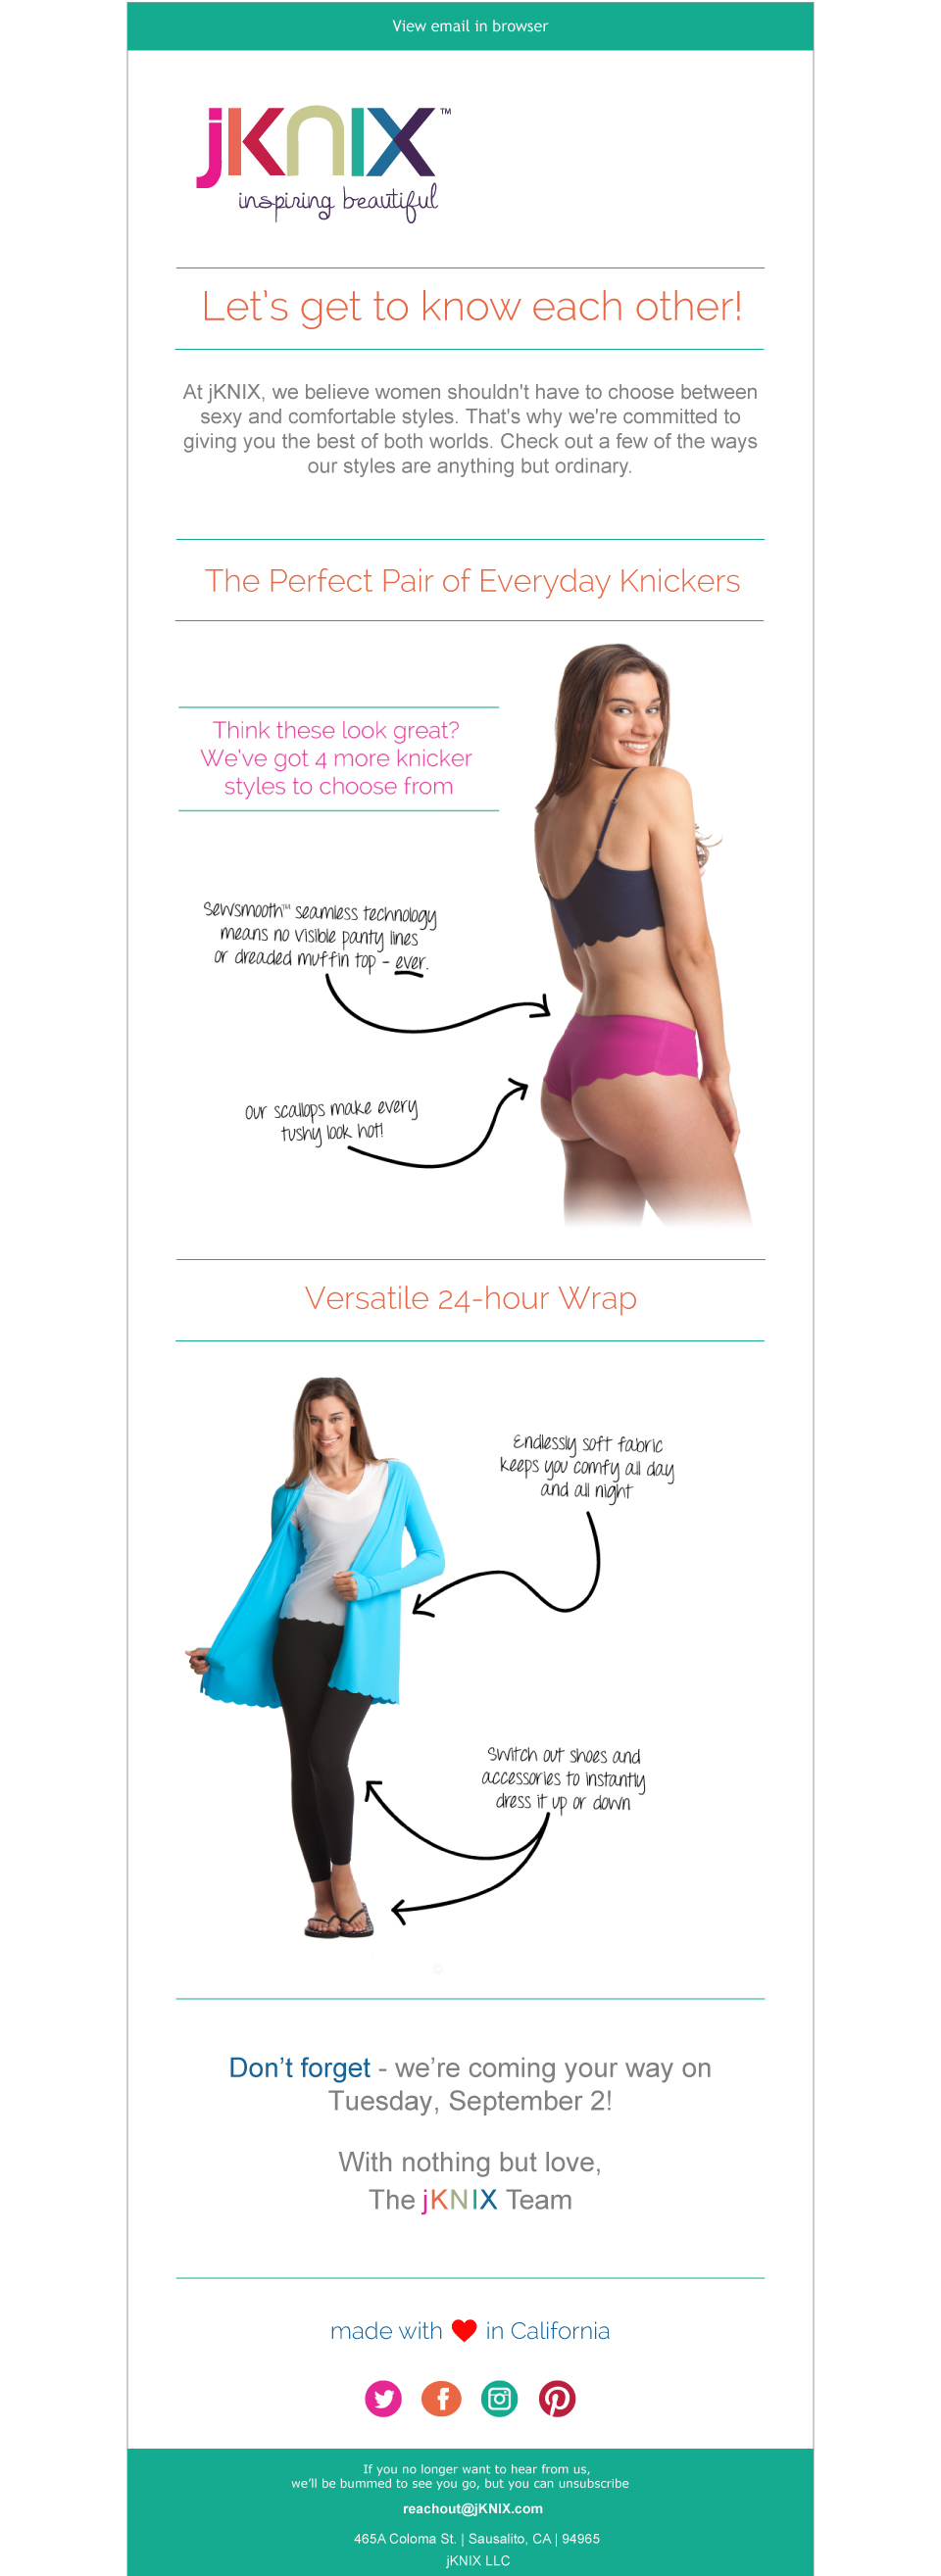 View email in browser
jKNIX™
inspiring beautiful
Let's get to know each other!
At jKNIX, we believe women shouldn't have to choose between
sexy and comfortable styles. That's why we're committed to
giving you the best of both worlds. Check out a few of the ways
our styles are anything but ordinary.
The Perfect Pair of Everyday Knickers
Think these look great?
We've got 4 more knicker
styles to choose from
Sewsmooth™ seamless technology
means no visible panty lines
or dreaded muffin top - ever.
Our scallops make every
tushy look hot!
Versatile 24-hour Wrap
Endlessly soft fabric
keeps you comfy all day
and all night
Switch out shoes and
accessories to instantly
dress it up or down
Don't forget - we're coming your way on
Tuesday, September 2!
With nothing but love,
The jKNIX Team
made with ❤ in California
If you no longer want to hear from us,
we'll be bummed to see you go, but you can unsubscribe
reachout@jKNIX.com
465A Coloma St. | Sausalito, CA | 94965
jKNIX LLC